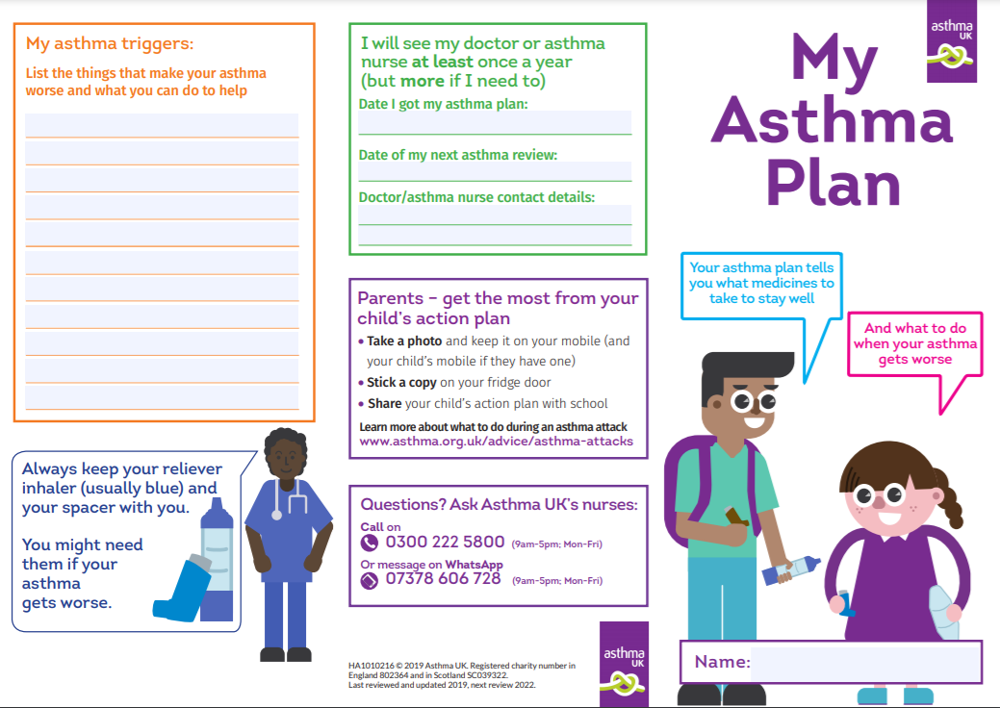 My asthma triggers:
List the things that make your asthma
worse and what you can do to help
Always keep your reliever
inhaler (usually blue) and
your spacer with you.
You might need
them if your
asthma
gets worse.
I will see my doctor or asthma
nurse at least once a year
(but more if I need to)
Date I got my asthma plan:
Date of my next asthma review:
Doctor/asthma nurse contact details:
Parents – get the most from your
child's action plan
• Take a photo and keep it on your mobile (and
your child's mobile if they have one)
• Stick a copy on your fridge door
• Share your child's action plan with school
Learn more about what to do during an asthma attack
www.asthma.org.uk/advice/asthma-attacks
Questions? Ask Asthma UK's nurses:
Call on
0300 222 5800 (9am-5pm; Mon-Fri)
Or message on WhatsApp
07378 606 728 (9am-5pm; Mon-Fri)
HA1010216 © 2019 Asthma UK. Registered charity number in
England 802364 and in Scotland SC039322.
Last reviewed and updated 2019, next review 2022.
asthma
UK
asthma
UK
My
Asthma
Plan
Your asthma plan tells
you what medicines to
take to stay well
And what to do
when your asthma
gets worse
Name: